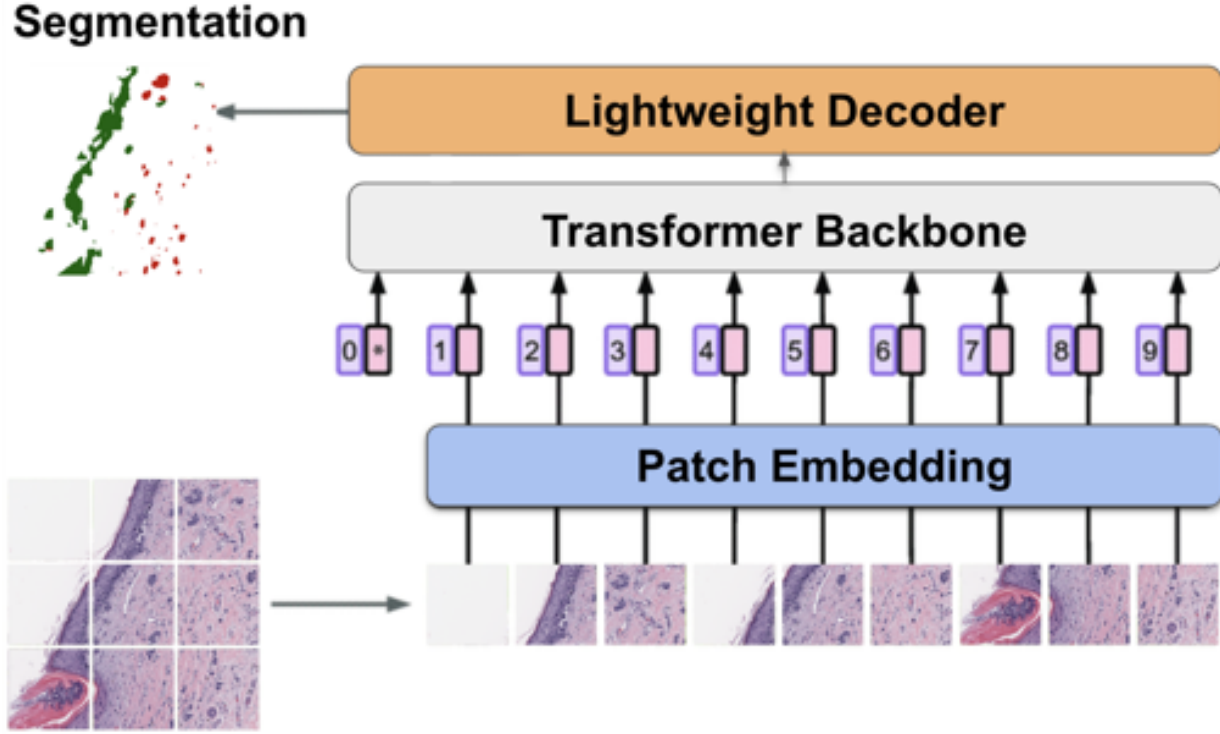 Segmentation
Lightweight Decoder
Transformer Backbone
0 * 1 2 3 4 5 6 7 8 9
Patch Embedding